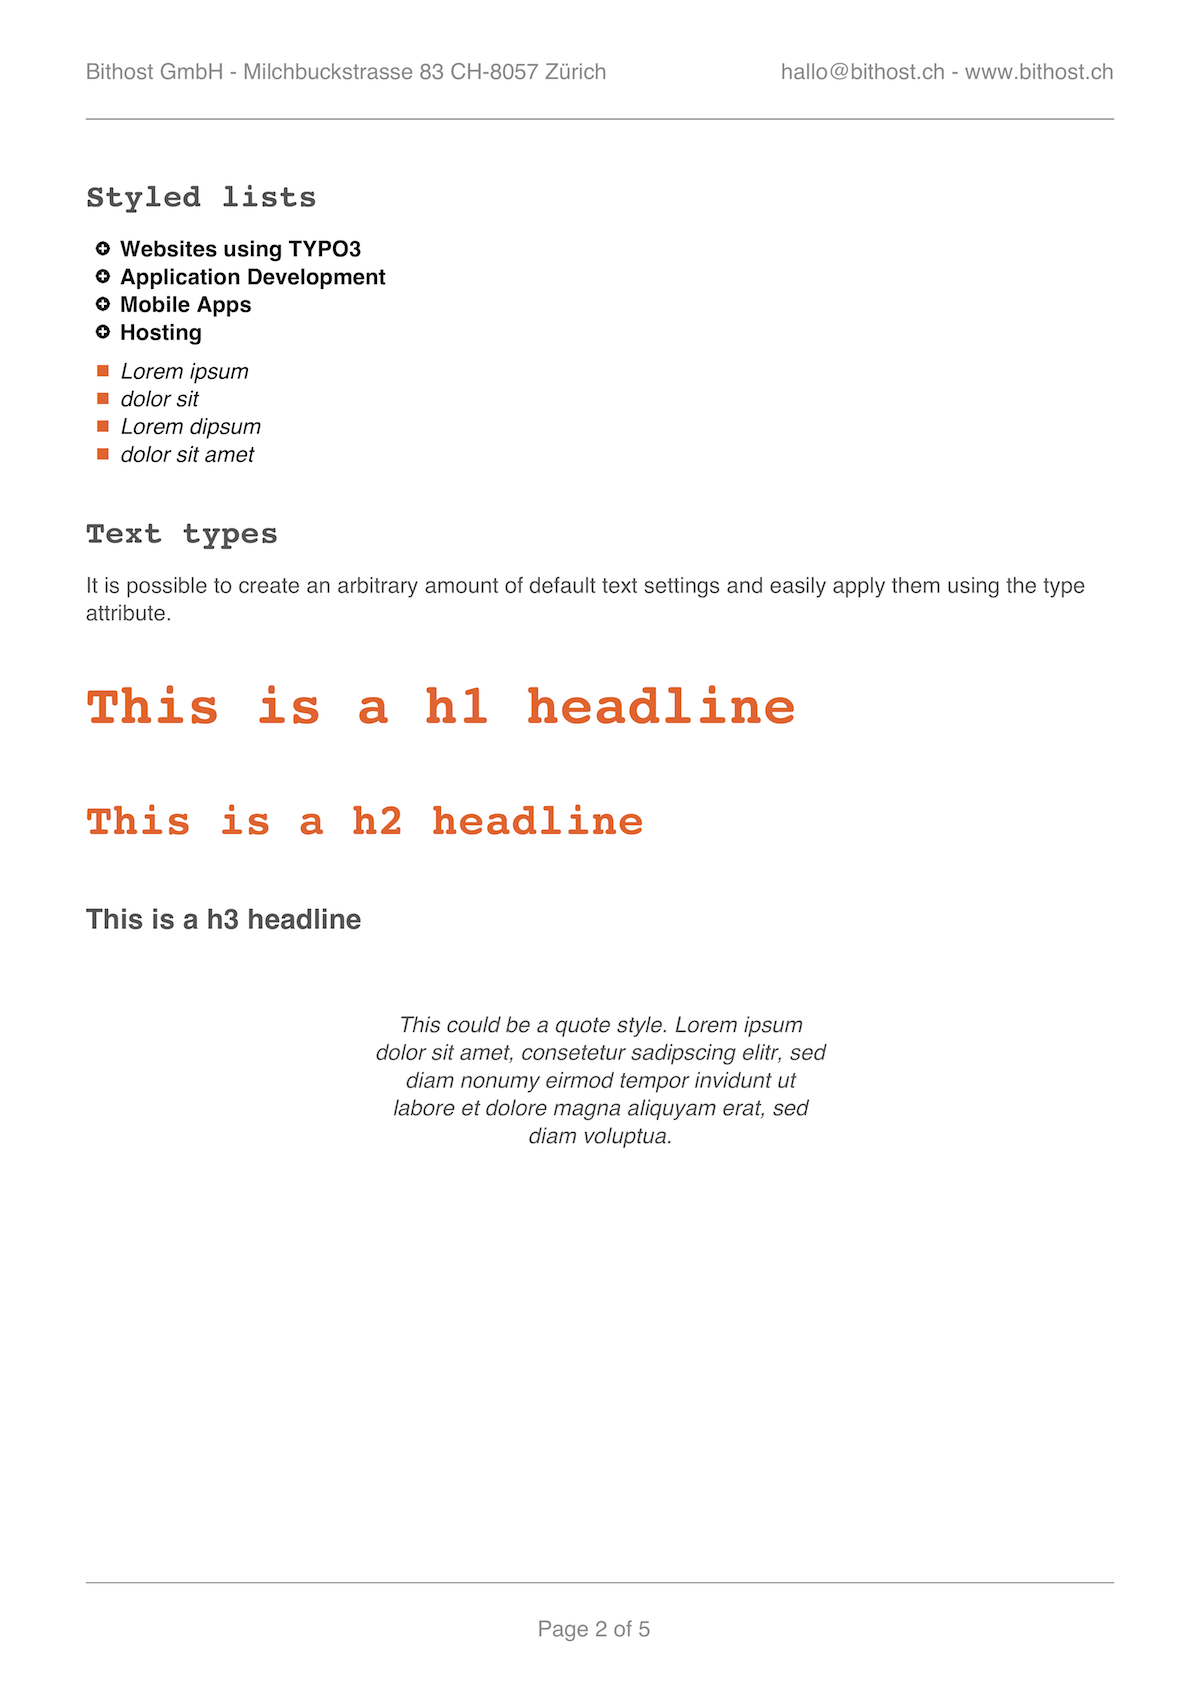 Bithost GmbH - Milchbuckstrasse 83 CH-8057 Zürich hallo@bithost.ch - www.bithost.ch
Styled lists
Websites using TYPO3
Application Development
Mobile Apps
Hosting
Lorem ipsum
dolor sit
Lorem dipsum
dolor sit amet
Text types
It is possible to create an arbitrary amount of default text settings and easily apply them using the type
attribute.
This is a h1 headline
This is a h2 headline
This is a h3 headline
This could be a quote style. Lorem ipsum
dolor sit amet, consetetur sadipscing elitr, sed
diam nonumy eirmod tempor invidunt ut
labore et dolore magna aliquyam erat, sed
diam voluptua.
Page 2 of 5